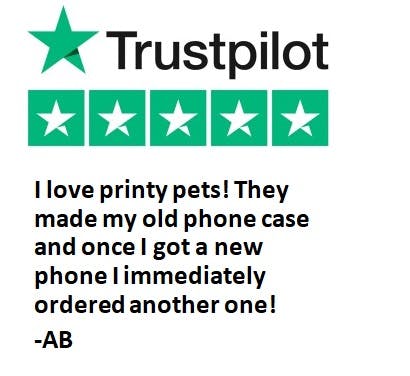 Trustpilot
I love printy pets! They
made my old phone case
and once I got a new
phone I immediately
ordered another one!
-AB